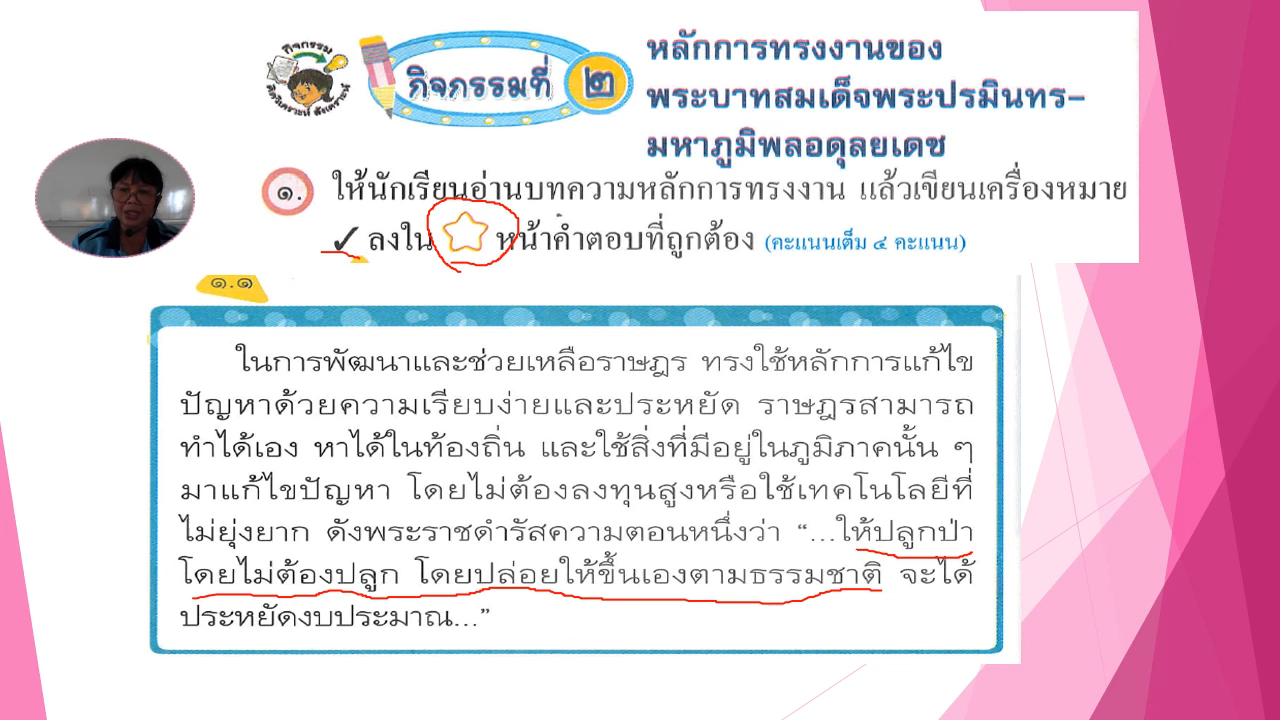 กิจกรรม
คิดวิเคราะห์ สังเคราะห์
กิจกรรมที่ ๒
หลักการทรงงานของ
พระบาทสมเด็จพระปรมินทร-
มหาภูมิพลอดุลยเดช
๑. ให้นักเรียนอ่านบทความหลักการทรงงาน แล้วเขียนเครื่องหมาย
✓ ลงใน ☆ หน้าคำตอบที่ถูกต้อง (คะแนนเต็ม ๔ คะแนน)
๑.๑
ในการพัฒนาและช่วยเหลือราษฎร ทรงใช้หลักการแก้ไข
ปัญหาด้วยความเรียบง่ายและประหยัด ราษฎรสามารถ
ทำได้เอง หาได้ในท้องถิ่น และใช้สิ่งที่มีอยู่ในภูมิภาคนั้น ๆ
มาแก้ไขปัญหา โดยไม่ต้องลงทุนสูงหรือใช้เทคโนโลยีที่
ไม่ยุ่งยาก ดังพระราชดำรัสความตอนหนึ่งว่า “...ให้ปลูกป่า
โดยไม่ต้องปลูก โดยปล่อยให้ขึ้นเองตามธรรมชาติ จะได้
ประหยัดงบประมาณ...”